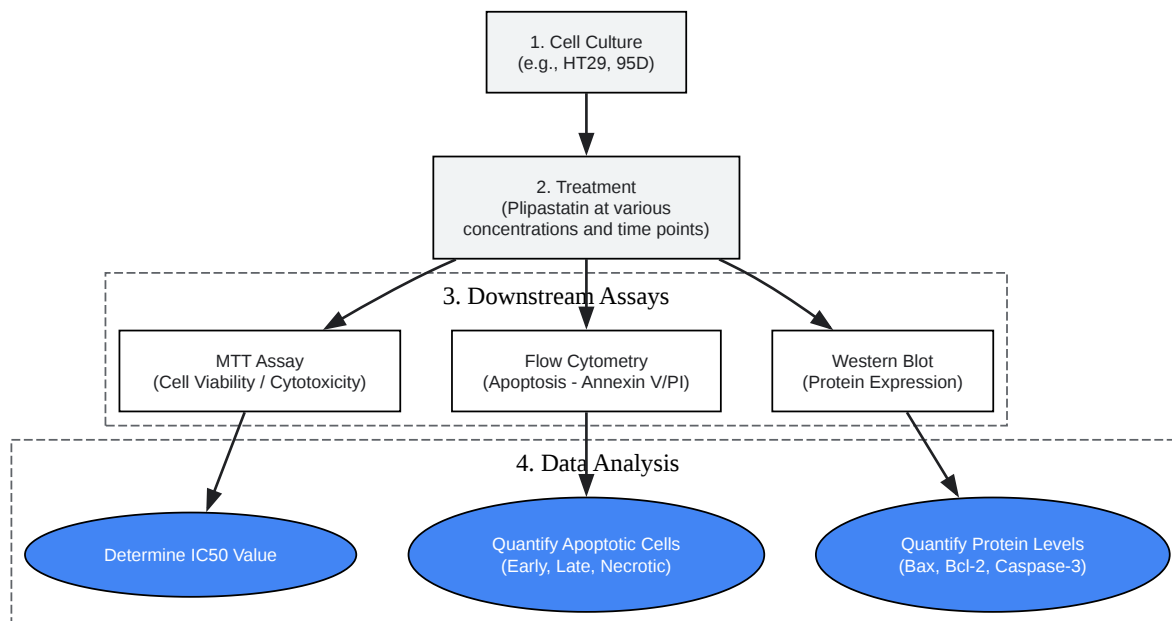 1. Cell Culture
(e.g., HT29, 95D)
2. Treatment
(Plipastatin at various
concentrations and time points)
3. Downstream Assays
MTT Assay
(Cell Viability / Cytotoxicity)
Flow Cytometry
(Apoptosis - Annexin V/PI)
Western Blot
(Protein Expression)
4. Data Analysis
Determine IC50 Value
Quantify Apoptotic Cells
(Early, Late, Necrotic)
Quantify Protein Levels
(Bax, Bcl-2, Caspase-3)